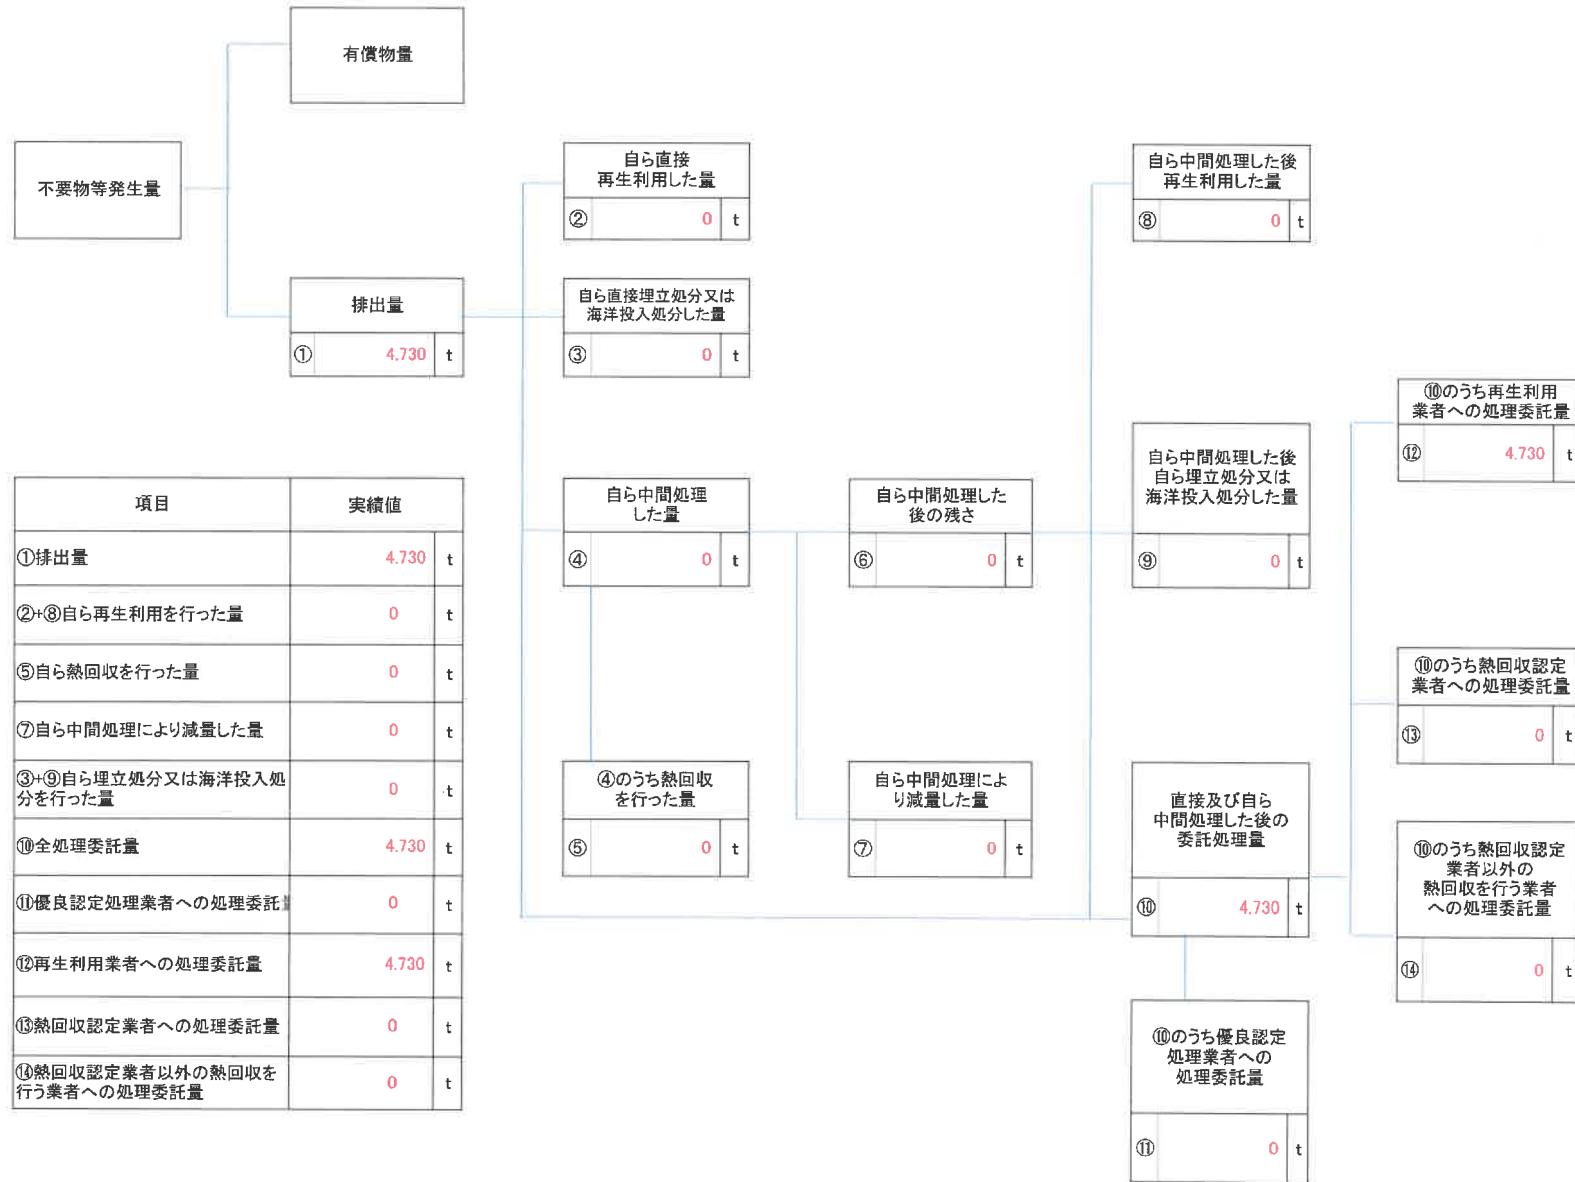 有償物量
不要物等発生量
排出量
① 4.730 t
自ら直接
再生利用した量
② 0 t
自ら直接埋立処分又は
海洋投入処分した量
③ 0 t
自ら中間処理
した量
④ 0 t
④のうち熱回収
を行った量
⑤ 0 t
自ら中間処理した
後の残さ
⑥ 0 t
自ら中間処理によ
り減量した量
⑦ 0 t
自ら中間処理した後
再生利用した量
⑧ 0 t
自ら中間処理した後
自ら埋立処分又は
海洋投入処分した量
⑨ 0 t
直接及び自ら
中間処理した後の
委託処理量
⑩ 4.730 t
⑩のうち優良認定
処理業者への
処理委託量
⑪ 0 t
⑩のうち再生利用
業者への処理委託量
⑫ 4.730 t
⑩のうち熱回収認定
業者への処理委託量
⑬ 0 t
⑩のうち熱回収認定
業者以外の
熱回収を行う業者
への処理委託量
⑭ 0 t
項目 実績値
①排出量 4.730 t
②+⑧自ら再生利用を行った量 0 t
⑤自ら熱回収を行った量 0 t
⑦自ら中間処理により減量した量 0 t
③+⑨自ら埋立処分又は海洋投入処
分を行った量 0 t
⑩全処理委託量 4.730 t
⑪優良認定処理業者への処理委託 0 t
⑫再生利用業者への処理委託量 4.730 t
⑬熱回収認定業者への処理委託量 0 t
⑭熱回収認定業者以外の熱回収を
行う業者への処理委託量 0 t